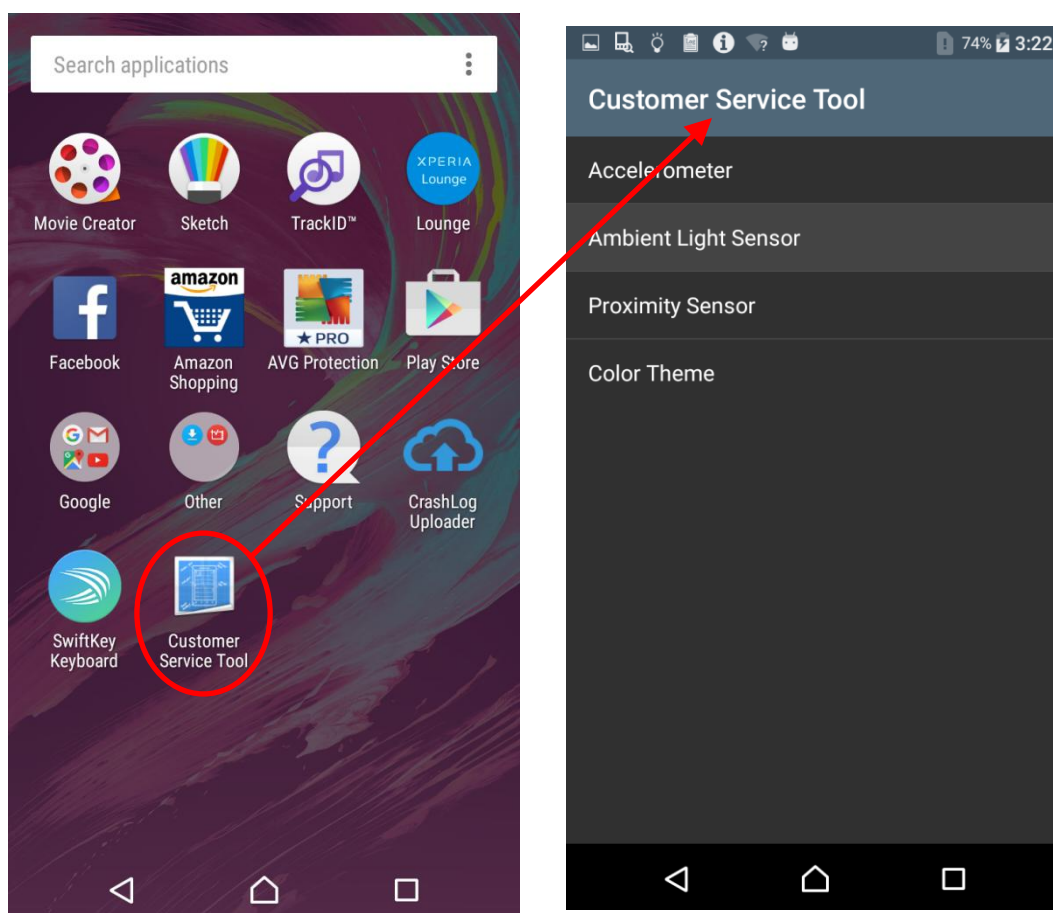 Search applications
XPERIA
Lounge
Movie Creator
Sketch
TrackID™
Lounge
amazon
PRO
Facebook
Amazon
Shopping
AVG Protection
Play Store
Google
Other
Support
CrashLog
Uploader
SwiftKey
Keyboard
Customer
Service Tool
74% 3:22
Customer Service Tool
Accelerometer
Ambient Light Sensor
Proximity Sensor
Color Theme